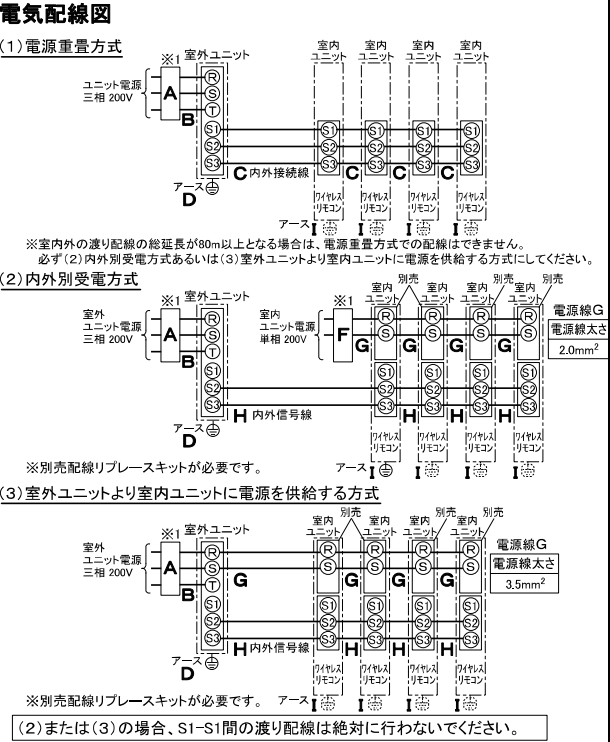 電気配線図
(1)電源重畳方式
※1
室外ユニット
室内ユニット 室内ユニット 室内ユニット 室内ユニット
ユニット電源
三相 200V
A
B
R
S
T
S1 S1 S1 S1 S1
S2 S2 S2 S2 S2
S3 S3 S3 S3 S3
C 内外接続線 C C C
アース
D
ワイヤレスリモコン ワイヤレスリモコン ワイヤレスリモコン ワイヤレスリモコン
アース I I I I
※室内外の渡り配線の総延長が80m以上となる場合は、電源重畳方式での配線はできません。
必ず(2)内外別受電方式あるいは(3)室外ユニットより室内ユニットに電源を供給する方式にしてください。
(2)内外別受電方式
別売 別売 別売
※1
室外ユニット
※1
室内ユニット 室内ユニット 室内ユニット 室内ユニット
室外
ユニット電源
三相 200V
A
B
室内
ユニット電源
単相 200V
F
電源線G
電源線太さ
2.0mm²
R R R R R
S S S S S
T
G G G G
S1 S1 S1 S1 S1
S2 S2 S2 S2 S2
S3 S3 S3 S3 S3
H 内外信号線 H H H
アース
D
ワイヤレスリモコン ワイヤレスリモコン ワイヤレスリモコン ワイヤレスリモコン
※別売配線リプレースキットが必要です。
アース I I I I
(3)室外ユニットより室内ユニットに電源を供給する方式
別売 別売 別売
※1
室外ユニット
室内ユニット 室内ユニット 室内ユニット 室内ユニット
室外
ユニット電源
三相 200V
A
B
電源線G
電源線太さ
3.5mm²
R R R R R
S S S S S
T
G G G G
S1 S1 S1 S1 S1
S2 S2 S2 S2 S2
S3 S3 S3 S3 S3
H 内外信号線 H H H
アース
D
ワイヤレスリモコン ワイヤレスリモコン ワイヤレスリモコン ワイヤレスリモコン
※別売配線リプレースキットが必要です。
アース I I I I
(2)または(3)の場合、S1-S1間の渡り配線は絶対に行わないでください。